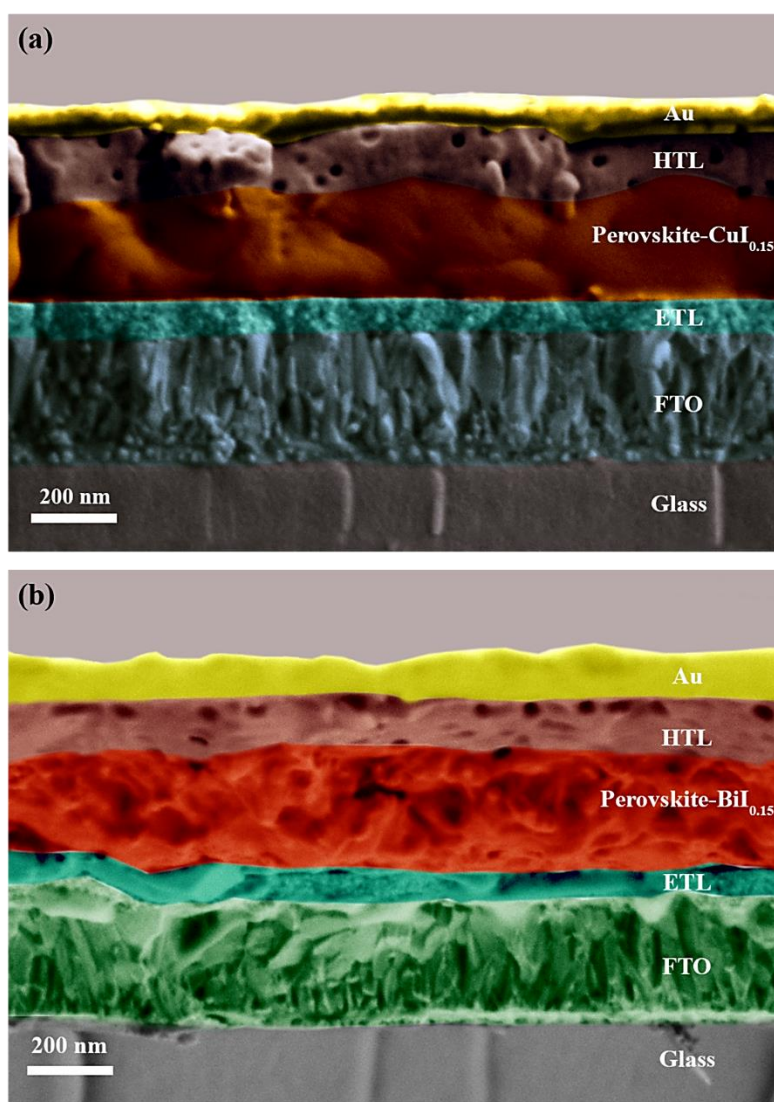 (a)
Au
HTL
Perovskite-CuI₀.₁₅
ETL
FTO
200 nm
Glass
(b)
Au
HTL
Perovskite-BiI₀.₁₅
ETL
FTO
200 nm
Glass